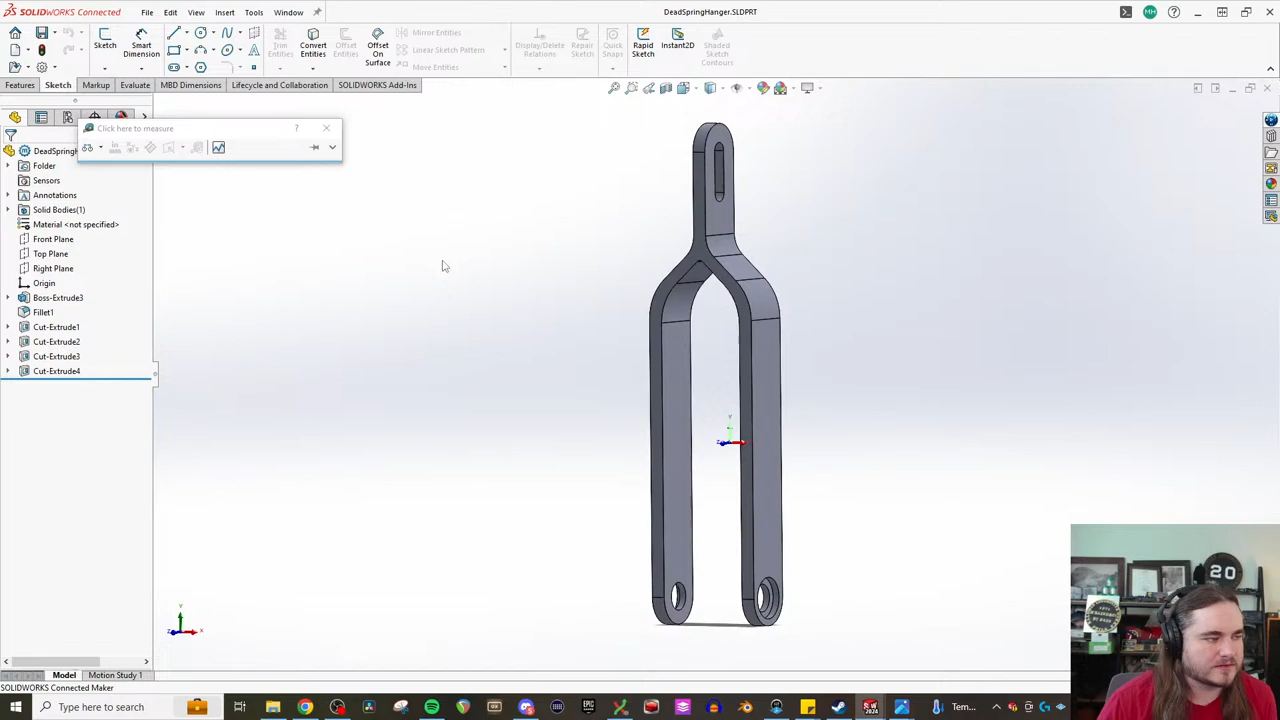 SOLIDWORKS Connected
File Edit View Insert Tools Window
DeadSpringHanger.SLDPRT
MH
Sketch
Smart Dimension
Trim Entities
Convert Entities
Offset Entities
Offset On Surface
Mirror Entities
Linear Sketch Pattern
Move Entities
Display/Delete Relations
Repair Sketch
Quick Snaps
Rapid Sketch
Instant2D
Shaded Sketch Contours
Features Sketch Markup Evaluate MBD Dimensions Lifecycle and Collaboration SOLIDWORKS Add-Ins
Click here to measure
DeadSpringH
Folder
Sensors
Annotations
Solid Bodies(1)
Material <not specified>
Front Plane
Top Plane
Right Plane
Origin
Boss-Extrude3
Fillet1
Cut-Extrude1
Cut-Extrude2
Cut-Extrude3
Cut-Extrude4
Model Motion Study 1
SOLIDWORKS Connected Maker
Type here to search
Tem...
20